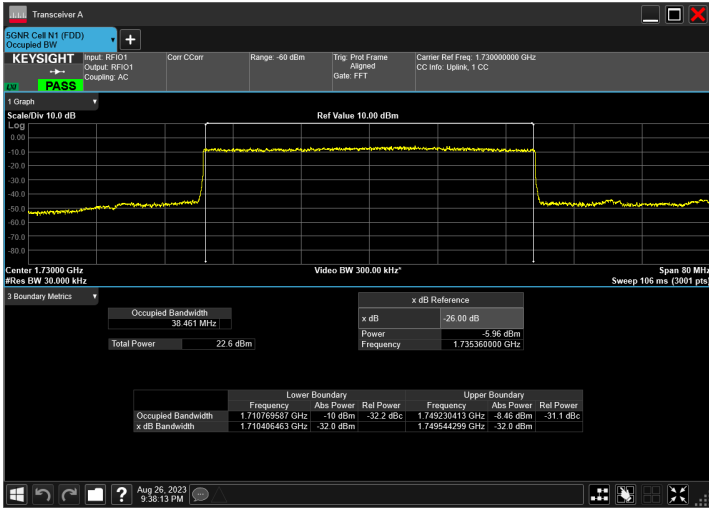 Transceiver A
5GNR Cell N1 (FDD)
Occupied BW
KEYSIGHT
PASS
Input: RFIO1
Output: RFIO1
Coupling: AC
Corr CCorr
Range: -60 dBm
Trig: Prot Frame
Aligned
Gate: FFT
Carrier Ref Freq: 1.730000000 GHz
CC Info: Uplink, 1 CC
1 Graph
Scale/Div 10.0 dB
Ref Value 10.00 dBm
Log
0.00
-10.0
-20.0
-30.0
-40.0
-50.0
-60.0
-70.0
-80.0
Center 1.73000 GHz
Video BW 300.00 kHz*
Span 80 MHz
#Res BW 30.000 kHz
Sweep 106 ms (3001 pts)
3 Boundary Metrics
Occupied Bandwidth
38.461 MHz
Total Power 22.6 dBm
x dB Reference
x dB -26.00 dB
Power -5.96 dBm
Frequency 1.735360000 GHz
Lower Boundary Upper Boundary
Frequency Abs Power Rel Power Frequency Abs Power Rel Power
Occupied Bandwidth 1.710769587 GHz -10 dBm -32.2 dBc 1.749230413 GHz -8.46 dBm -31.1 dBc
x dB Bandwidth 1.710406463 GHz -32.0 dBm 1.749544299 GHz -32.0 dBm
Aug 26, 2023
9:38:13 PM